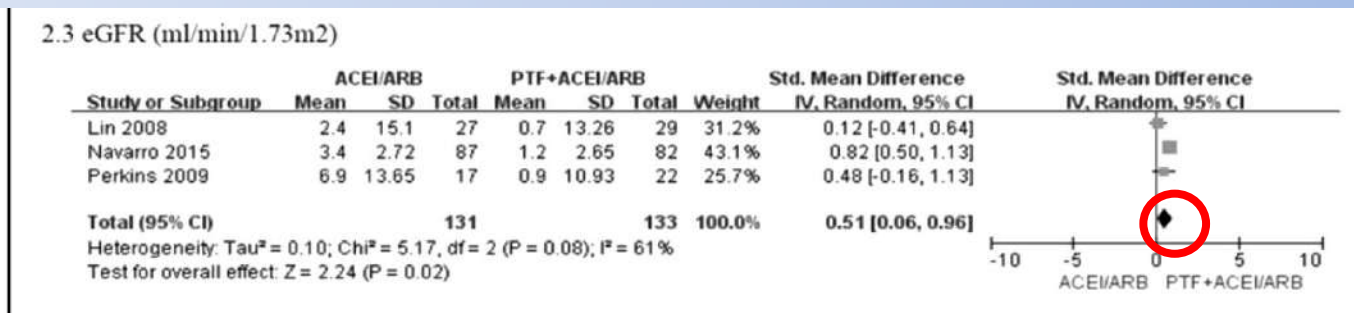 2.3 eGFR (ml/min/1.73m2)
ACEI/ARB PTF+ACEI/ARB Std. Mean Difference Std. Mean Difference
Study or Subgroup Mean SD Total Mean SD Total Weight IV, Random, 95% CI IV, Random, 95% CI
Lin 2008 2.4 15.1 27 0.7 13.26 29 31.2% 0.12 [-0.41, 0.64]
Navarro 2015 3.4 2.72 87 1.2 2.65 82 43.1% 0.82 [0.50, 1.13]
Perkins 2009 6.9 13.65 17 0.9 10.93 22 25.7% 0.48 [-0.16, 1.13]
Total (95% CI) 131 133 100.0% 0.51 [0.06, 0.96]
Heterogeneity: Tau² = 0.10; Chi² = 5.17, df = 2 (P = 0.08); I² = 61%
Test for overall effect: Z = 2.24 (P = 0.02)
-10 -5 0 5 10
ACEI/ARB PTF+ACEI/ARB